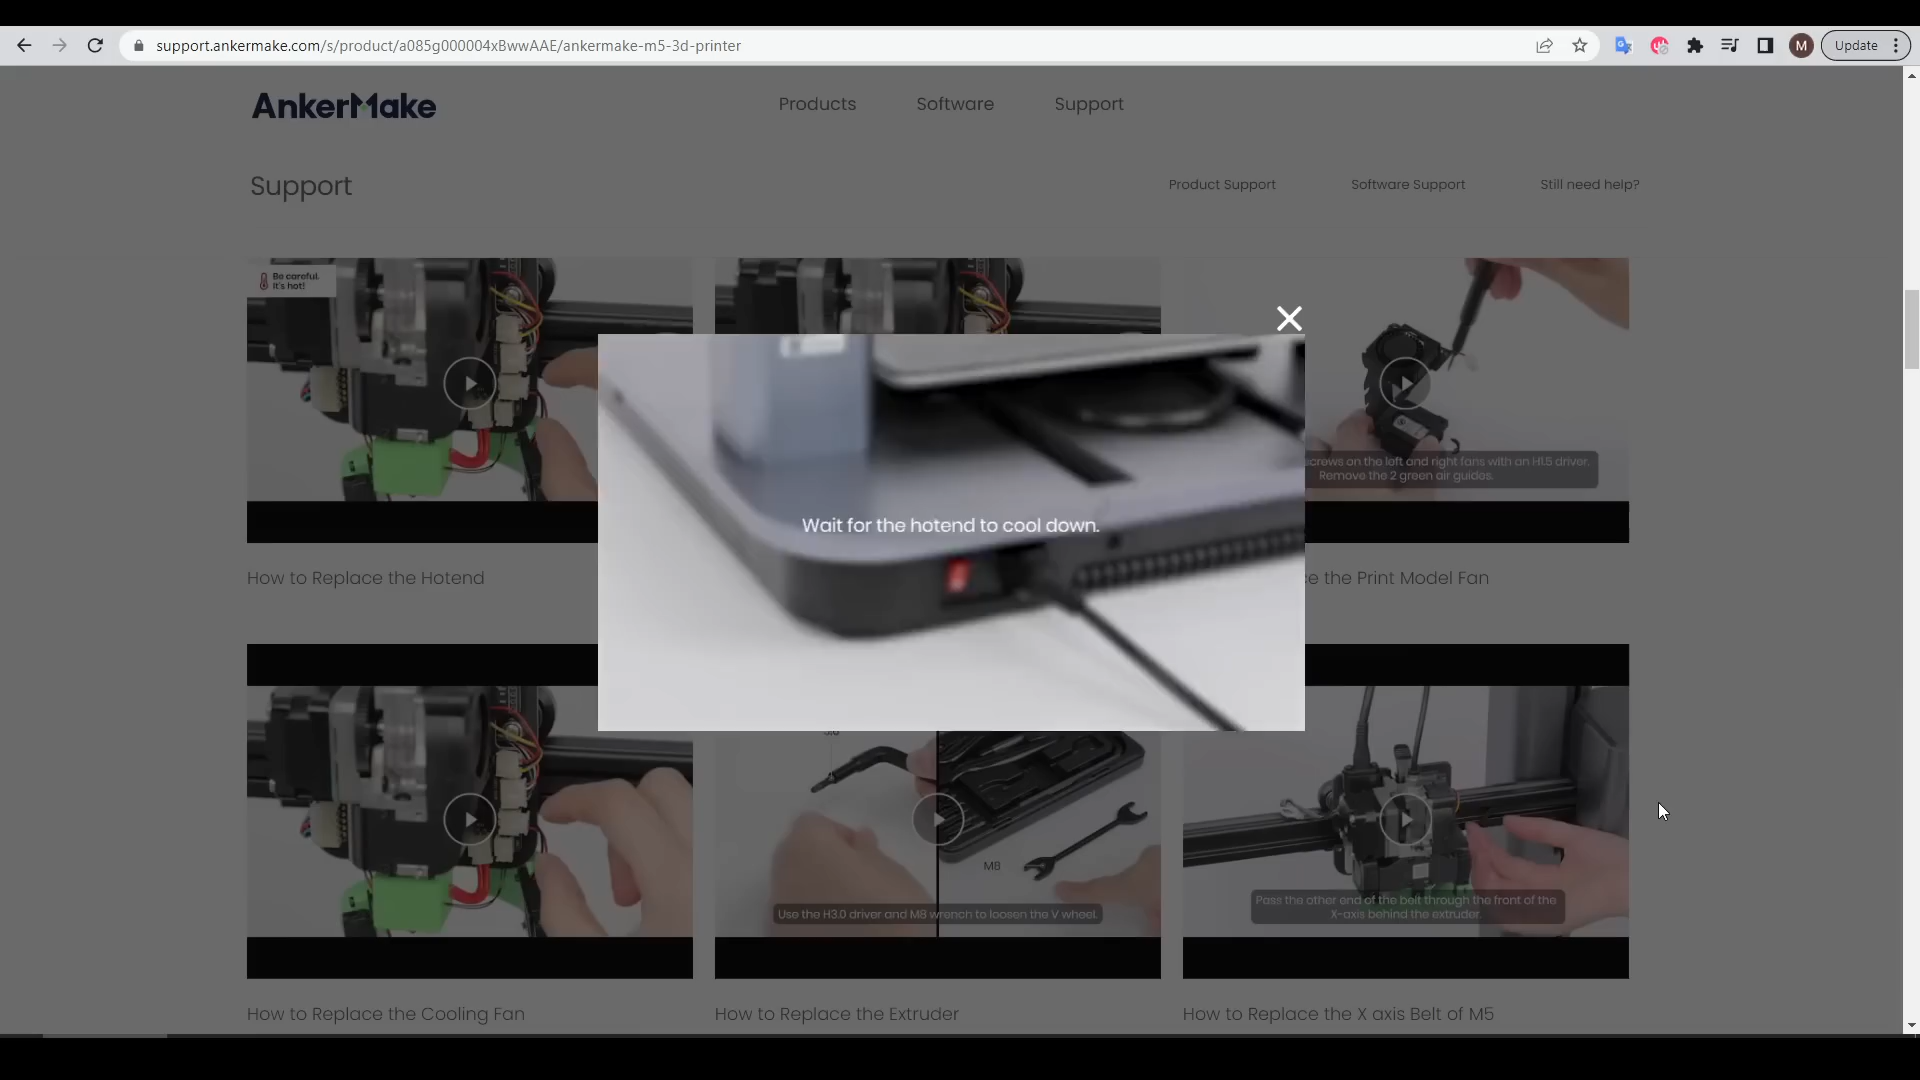 support.ankermake.com/s/product/a085g000004xBwwAAE/ankermake-m5-3d-printer
M
Update
AnkerMake
Products
Software
Support
Support
Product Support
Software Support
Still need help?
Be careful.
It's hot!
Wait for the hotend to cool down.
screws on the left and right fans with an H1.5 driver.
Remove the 2 green air guides.
How to Replace the Hotend
ce the Print Model Fan
M8
Use the H3.0 driver and M8 wrench to loosen the V wheel.
Pass the other end of the belt through the front of the
X-axis behind the extruder.
How to Replace the Cooling Fan
How to Replace the Extruder
How to Replace the X axis Belt of M5